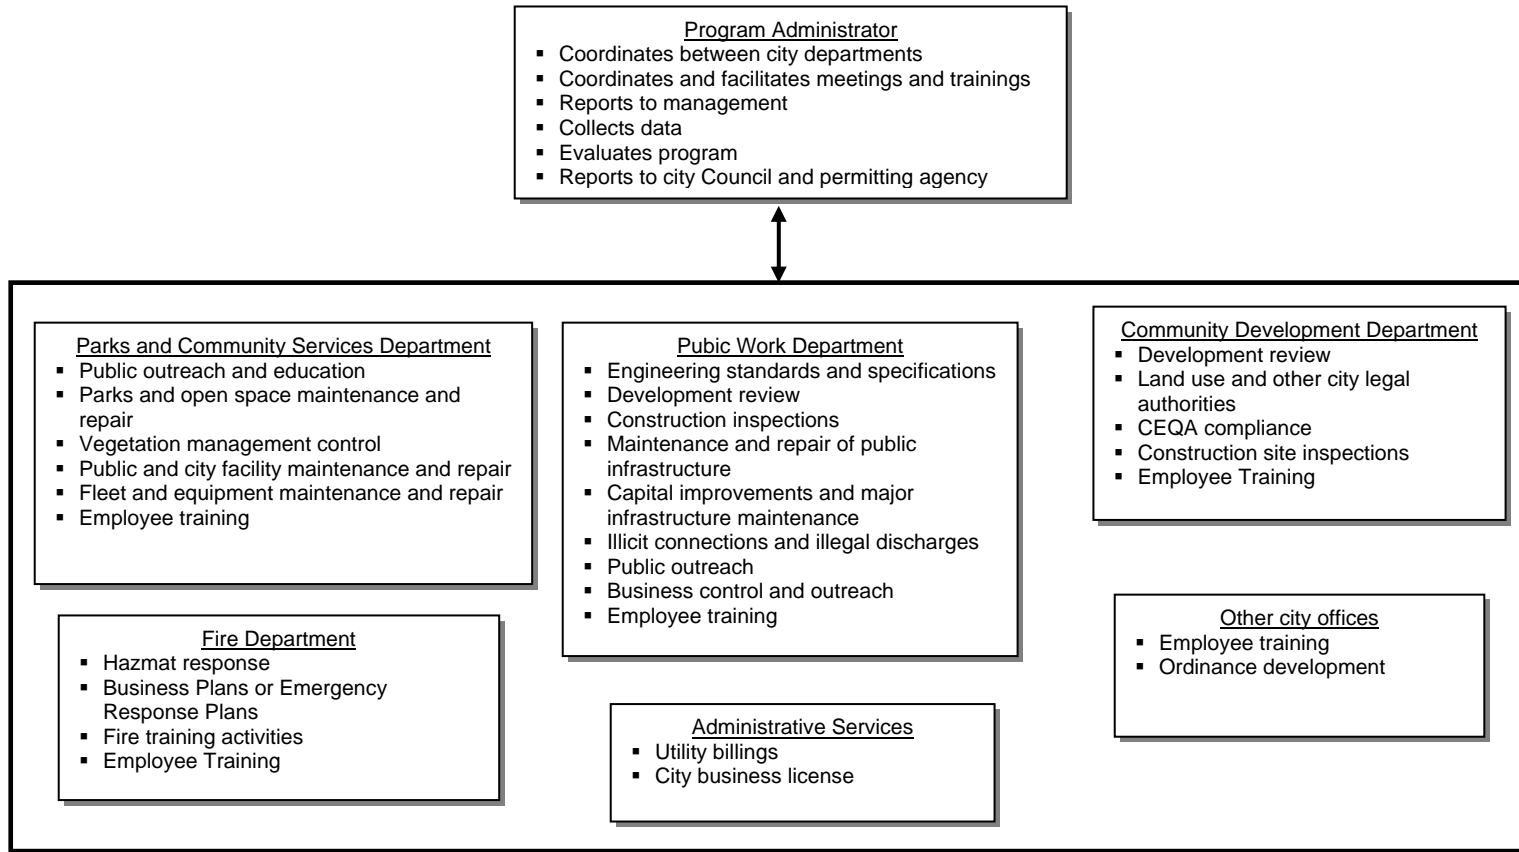 Program Administrator
▪ Coordinates between city departments
▪ Coordinates and facilitates meetings and trainings
▪ Reports to management
▪ Collects data
▪ Evaluates program
▪ Reports to city Council and permitting agency
Parks and Community Services Department
▪ Public outreach and education
▪ Parks and open space maintenance and
repair
▪ Vegetation management control
▪ Public and city facility maintenance and repair
▪ Fleet and equipment maintenance and repair
▪ Employee training
Pubic Work Department
▪ Engineering standards and specifications
▪ Development review
▪ Construction inspections
▪ Maintenance and repair of public
infrastructure
▪ Capital improvements and major
infrastructure maintenance
▪ Illicit connections and illegal discharges
▪ Public outreach
▪ Business control and outreach
▪ Employee training
Community Development Department
▪ Development review
▪ Land use and other city legal
authorities
▪ CEQA compliance
▪ Construction site inspections
▪ Employee Training
Fire Department
▪ Hazmat response
▪ Business Plans or Emergency
Response Plans
▪ Fire training activities
▪ Employee Training
Administrative Services
▪ Utility billings
▪ City business license
Other city offices
▪ Employee training
▪ Ordinance development